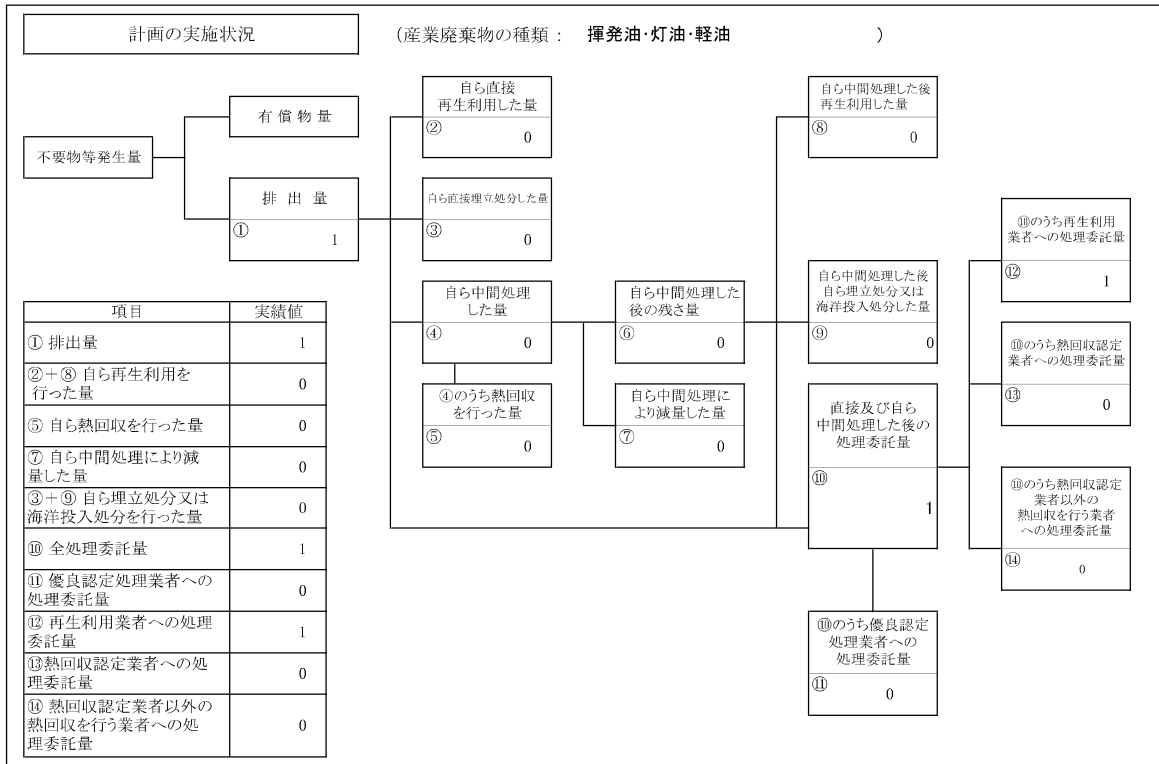 計画の実施状況
（産業廃棄物の種類： 揮発油・灯油・軽油 ）
不要物等発生量
有償物量
排出量
①
1
自ら直接
再生利用した量
②
0
自ら直接埋立処分した量
③
0
自ら中間処理
した量
④
0
④のうち熱回収
を行った量
⑤
0
自ら中間処理した
後の残さ量
⑥
0
自ら中間処理に
より減量した量
⑦
0
自ら中間処理した後
再生利用した量
⑧
0
自ら中間処理した後
自ら埋立処分又は
海洋投入処分した量
⑨
0
直接及び自ら
中間処理した後の
処理委託量
⑩
1
⑩のうち優良認定
処理業者への
処理委託量
⑪
0
⑩のうち再生利用
業者への処理委託量
⑫
1
⑩のうち熱回収認定
業者への処理委託量
⑬
0
⑩のうち熱回収認定
業者以外の
熱回収を行う業者
への処理委託量
⑭
0
項目 実績値
① 排出量 1
②＋⑧ 自ら再生利用を
行った量 0
⑤ 自ら熱回収を行った量 0
⑦ 自ら中間処理により減
量した量 0
③＋⑨ 自ら埋立処分又は
海洋投入処分を行った量 0
⑩ 全処理委託量 1
⑪ 優良認定処理業者への
処理委託量 0
⑫ 再生利用業者への処理
委託量 1
⑬熱回収認定業者への処
理委託量 0
⑭ 熱回収認定業者以外の
熱回収を行う業者への処
理委託量 0